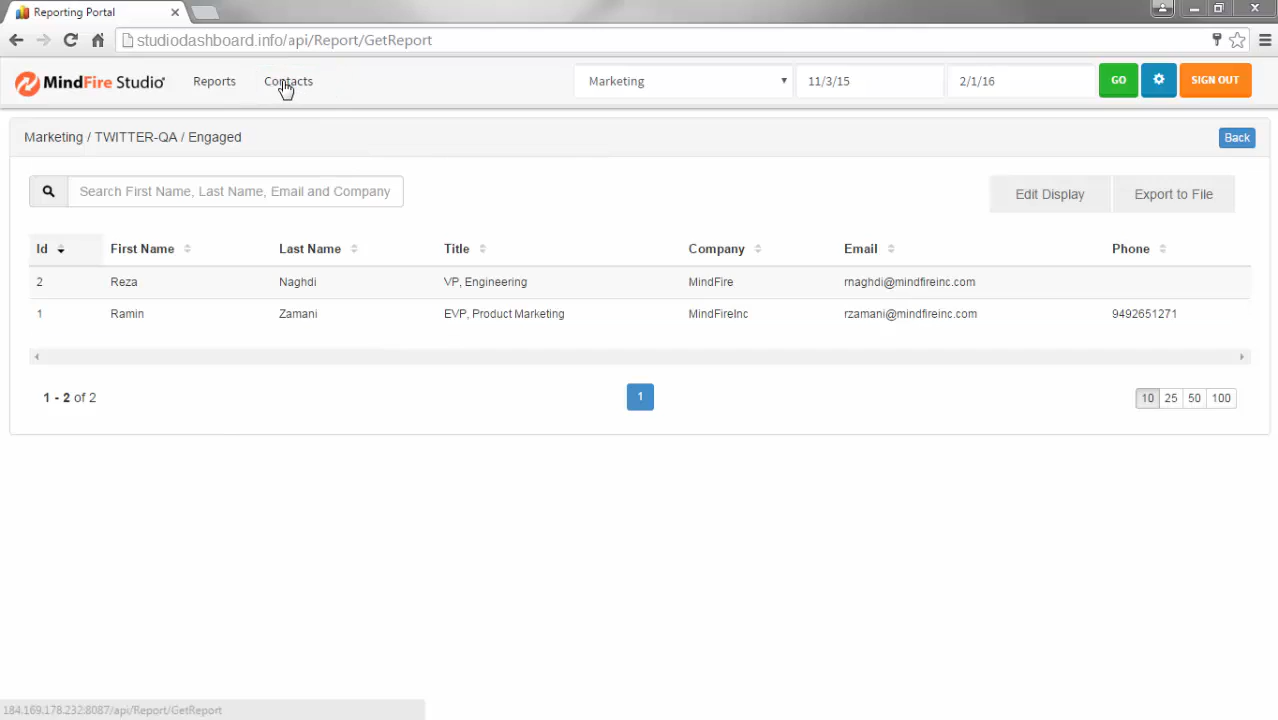 Reporting Portal
studiodashboard.info/api/Report/GetReport
MindFire Studio
Reports
Contacts
Marketing
11/3/15
2/1/16
GO
SIGN OUT
Marketing / TWITTER-QA / Engaged
Back
Search First Name, Last Name, Email and Company
Edit Display
Export to File
Id First Name Last Name Title Company Email Phone
2 Reza Naghdi VP, Engineering MindFire rnaghdi@mindfireinc.com
1 Ramin Zamani EVP, Product Marketing MindFireInc rzamani@mindfireinc.com 9492651271
1 - 2 of 2
1
10 25 50 100
184.169.178.232:8087/api/Report/GetReport